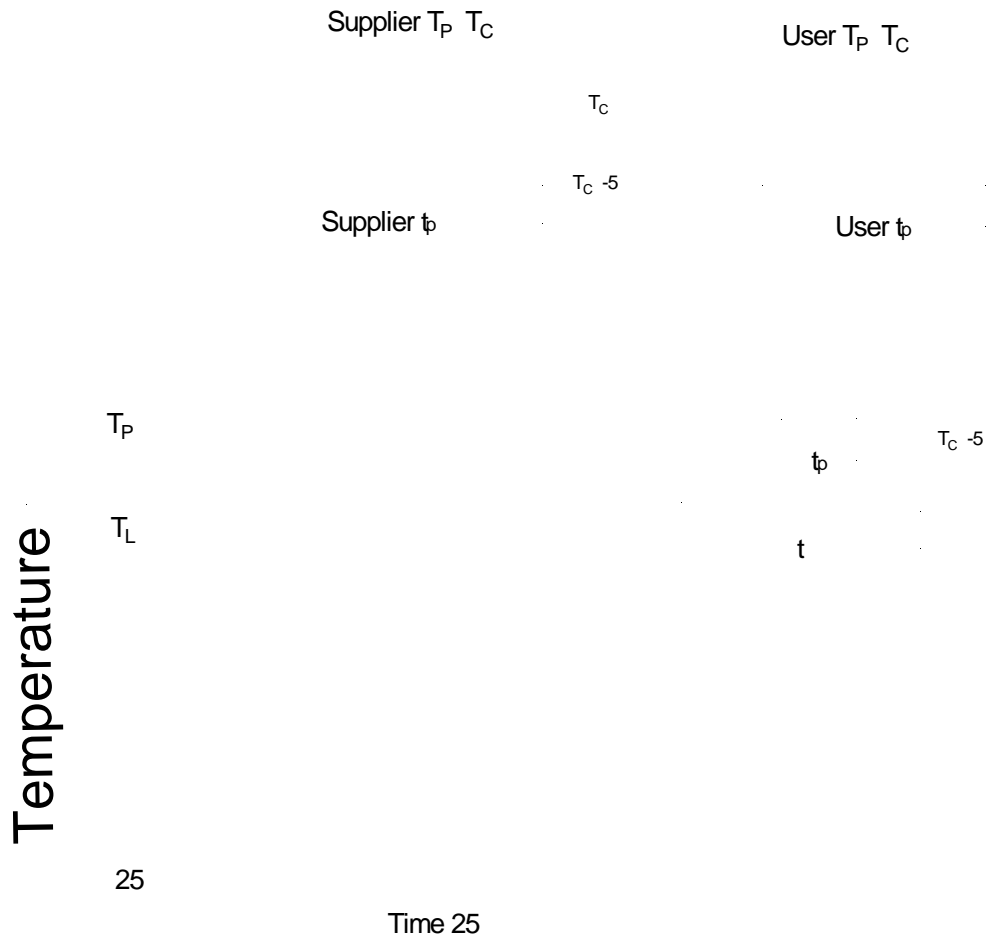 Supplier TP TC
User TP TC
TC
TC -5
Supplier tp
User tp
TP
TC -5
tp
TL
t
Temperature
25
Time 25